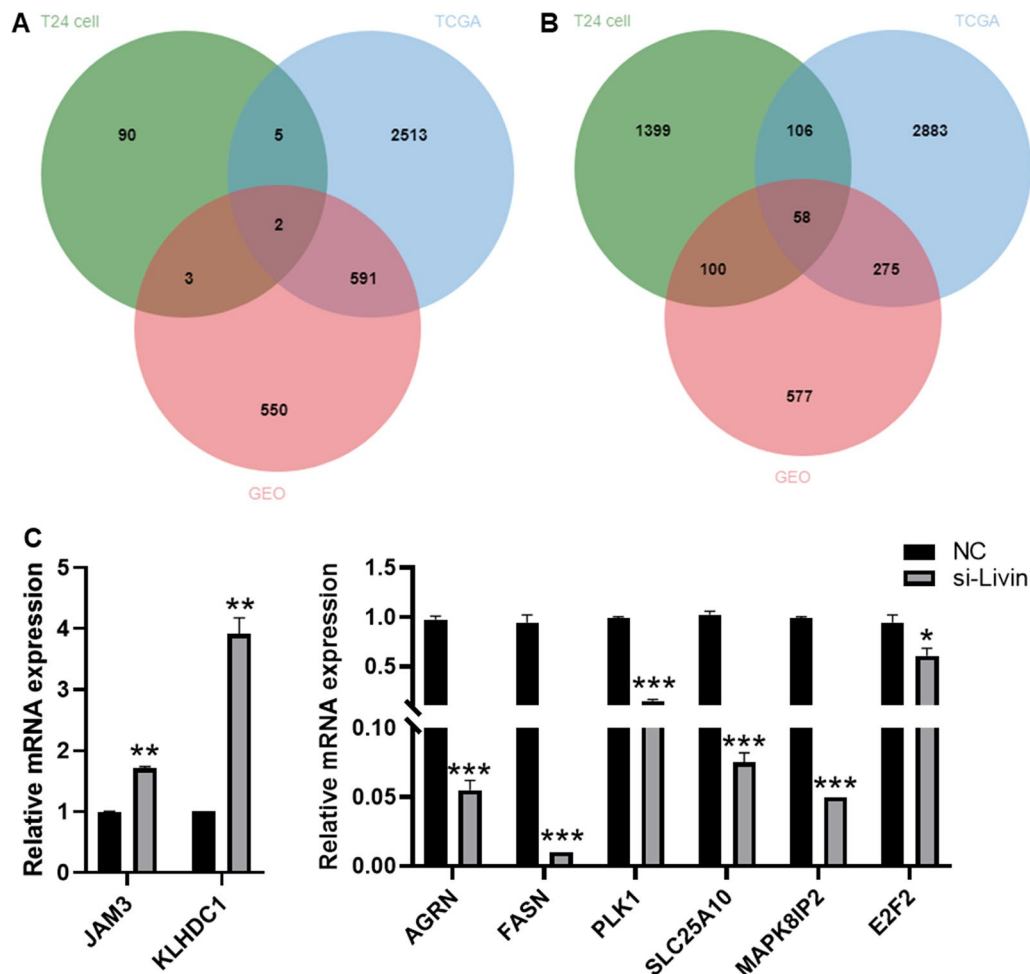 A
T24 cell
TCGA
90
5
2513
2
3
591
550
GEO
B
T24 cell
TCGA
1399
106
2883
58
100
275
577
GEO
C
Relative mRNA expression
5
4
3
2
1
0
**
**
JAM3
KLHDC1
Relative mRNA expression
1.5
1.0
0.5
0.10
0.05
0.00
***
***
***
***
***
*
AGRN
FASN
PLK1
SLC25A10
MAPK8IP2
E2F2
NC
si-Livin